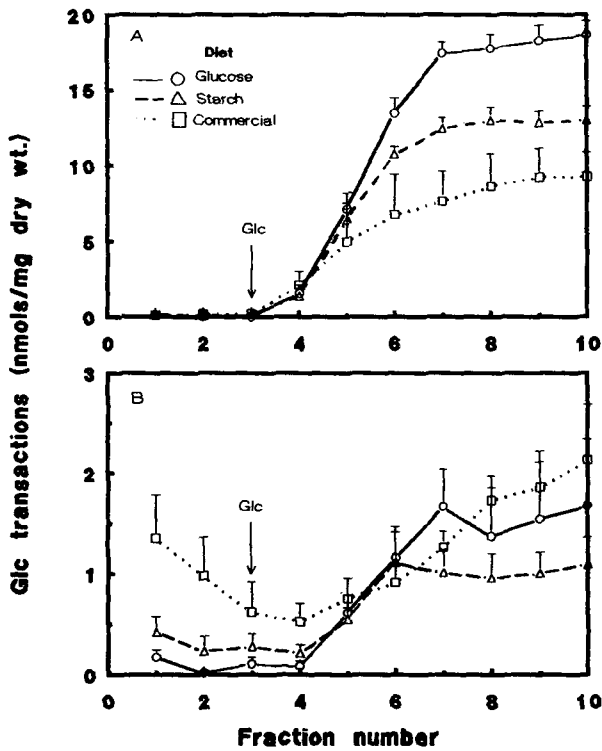 Glc transactions (nmols/mg dry wt.)
A
Diet
Glucose
Starch
Commercial
Glc
20
15
10
5
0
0 2 4 6 8 10
B
Glc
3
2
1
0
0 2 4 6 8 10
Fraction number